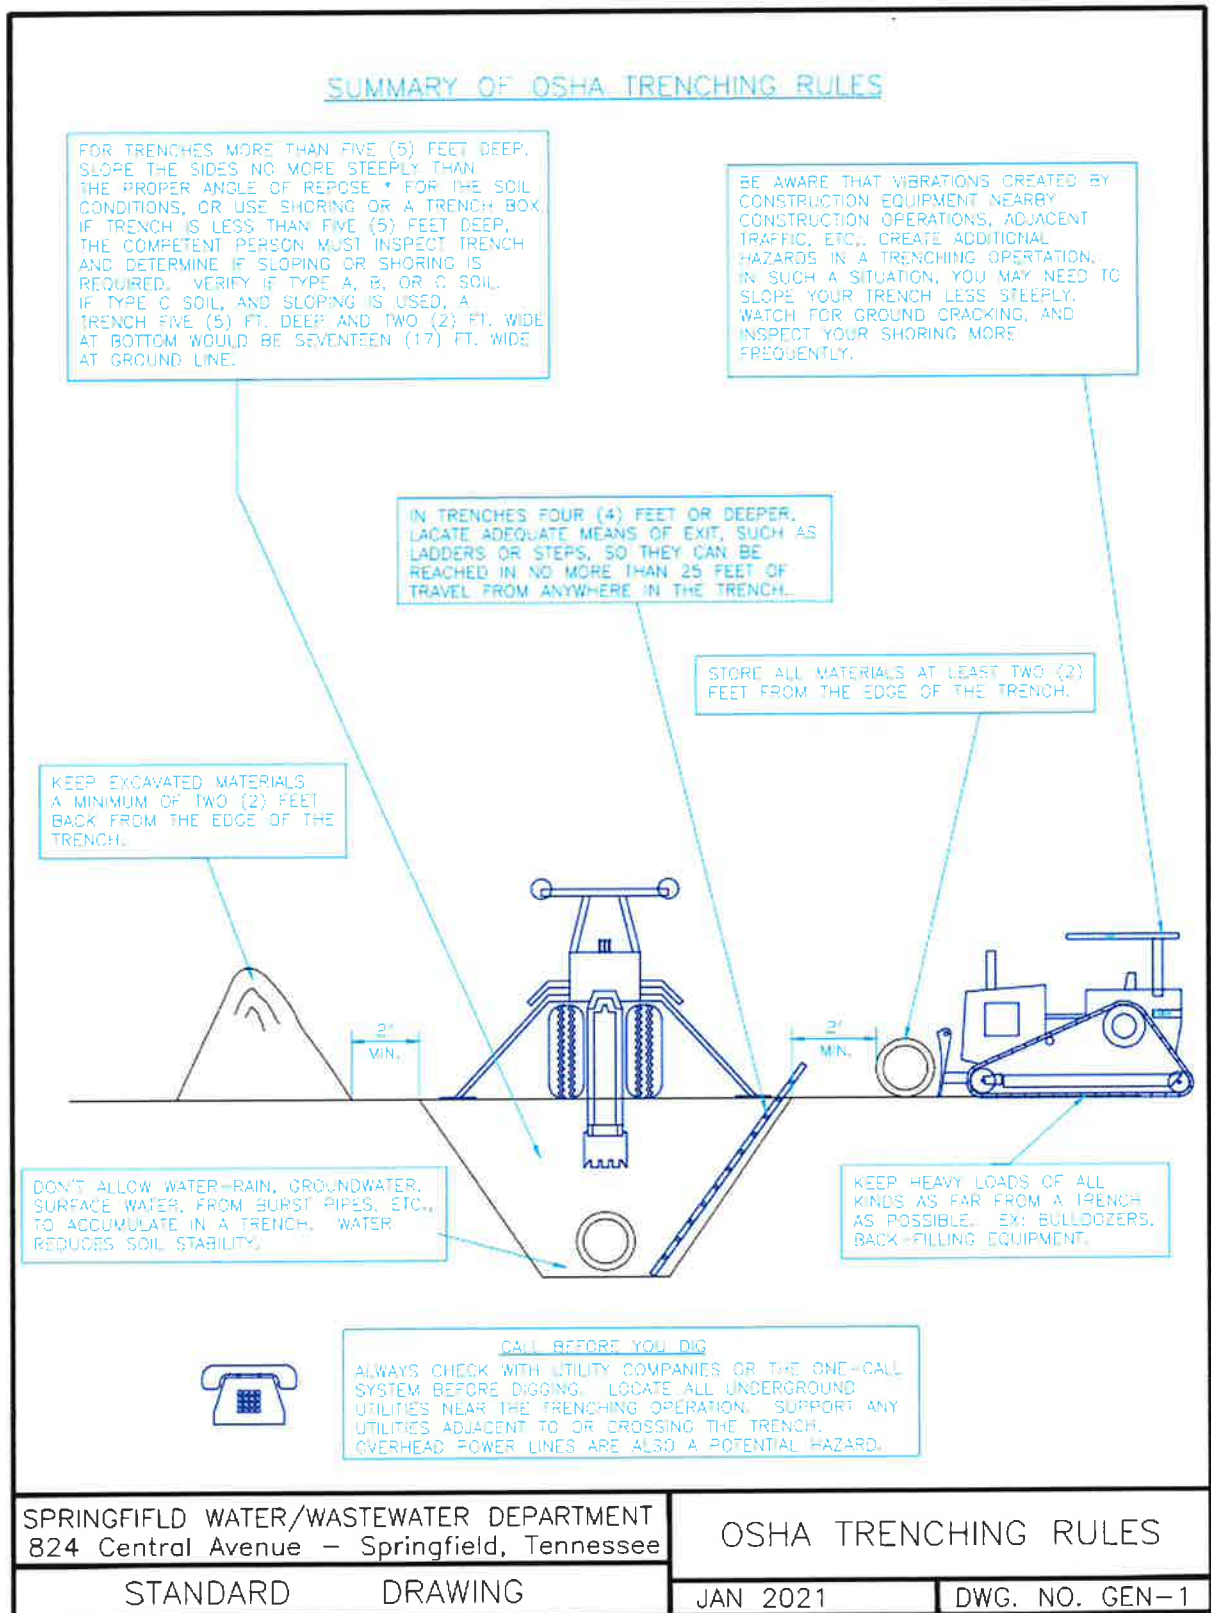 SUMMARY OF OSHA TRENCHING RULES
FOR TRENCHES MORE THAN FIVE (5) FEET DEEP,
SLOPE THE SIDES NO MORE STEEPLY THAN
THE PROPER ANGLE OF REPOSE * FOR THE SOIL
CONDITIONS, OR USE SHORING OR A TRENCH BOX.
IF TRENCH IS LESS THAN FIVE (5) FEET DEEP,
THE COMPETENT PERSON MUST INSPECT TRENCH
AND DETERMINE IF SLOPING OR SHORING IS
REQUIRED. VERIFY IF TYPE A, B, OR C SOIL.
IF TYPE C SOIL, AND SLOPING IS USED, A
TRENCH FIVE (5) FT. DEEP AND TWO (2) FT. WIDE
AT BOTTOM WOULD BE SEVENTEEN (17) FT. WIDE
AT GROUND LINE.
BE AWARE THAT VIBRATIONS CREATED BY
CONSTRUCTION EQUIPMENT NEARBY
CONSTRUCTION OPERATIONS, ADJACENT
TRAFFIC, ETC., CREATE ADDITIONAL
HAZARDS IN A TRENCHING OPERTATION.
IN SUCH A SITUATION, YOU MAY NEED TO
SLOPE YOUR TRENCH LESS STEEPLY.
WATCH FOR GROUND CRACKING, AND
INSPECT YOUR SHORING MORE
FREQUENTLY.
IN TRENCHES FOUR (4) FEET OR DEEPER,
LACATE ADEQUATE MEANS OF EXIT, SUCH AS
LADDERS OR STEPS, SO THEY CAN BE
REACHED IN NO MORE THAN 25 FEET OF
TRAVEL FROM ANYWHERE IN THE TRENCH.
STORE ALL MATERIALS AT LEAST TWO (2)
FEET FROM THE EDGE OF THE TRENCH.
KEEP EXCAVATED MATERIALS
A MINIMUM OF TWO (2) FEET
BACK FROM THE EDGE OF THE
TRENCH.
2'
MIN.
2'
MIN.
DON'T ALLOW WATER-RAIN, GROUNDWATER,
SURFACE WATER, FROM BURST PIPES, ETC.,
TO ACCUMULATE IN A TRENCH. WATER
REDUCES SOIL STABILITY.
KEEP HEAVY LOADS OF ALL
KINDS AS FAR FROM A TRENCH
AS POSSIBLE. EX: BULLDOZERS,
BACK-FILLING EQUIPMENT.
CALL BEFORE YOU DIG
ALWAYS CHECK WITH UTILITY COMPANIES OR THE ONE-CALL
SYSTEM BEFORE DIGGING. LOCATE ALL UNDERGROUND
UTILITIES NEAR THE TRENCHING OPERATION. SUPPORT ANY
UTILITIES ADJACENT TO OR CROSSING THE TRENCH.
OVERHEAD POWER LINES ARE ALSO A POTENTIAL HAZARD.
SPRINGFIFLD WATER/WASTEWATER DEPARTMENT
824 Central Avenue – Springfield, Tennessee
OSHA TRENCHING RULES
STANDARD DRAWING
JAN 2021
DWG. NO. GEN-1